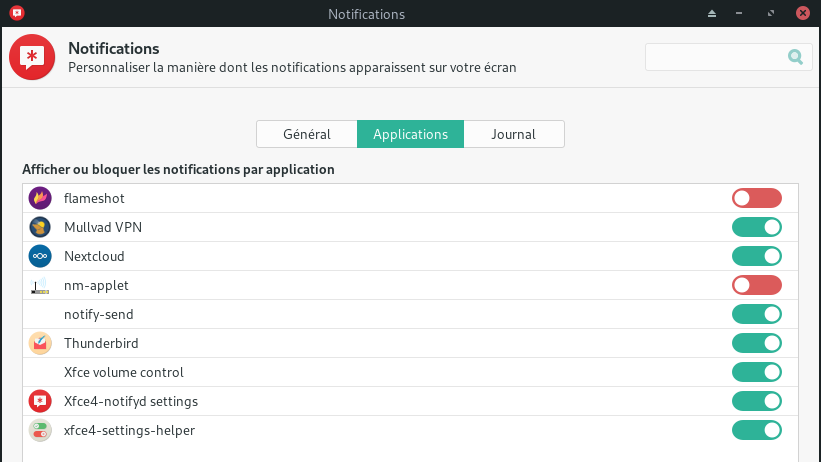 Notifications
Notifications
Personnaliser la manière dont les notifications apparaissent sur votre écran
Général Applications Journal
Afficher ou bloquer les notifications par application
flameshot
Mullvad VPN
Nextcloud
nm-applet
notify-send
Thunderbird
Xfce volume control
Xfce4-notifyd settings
xfce4-settings-helper